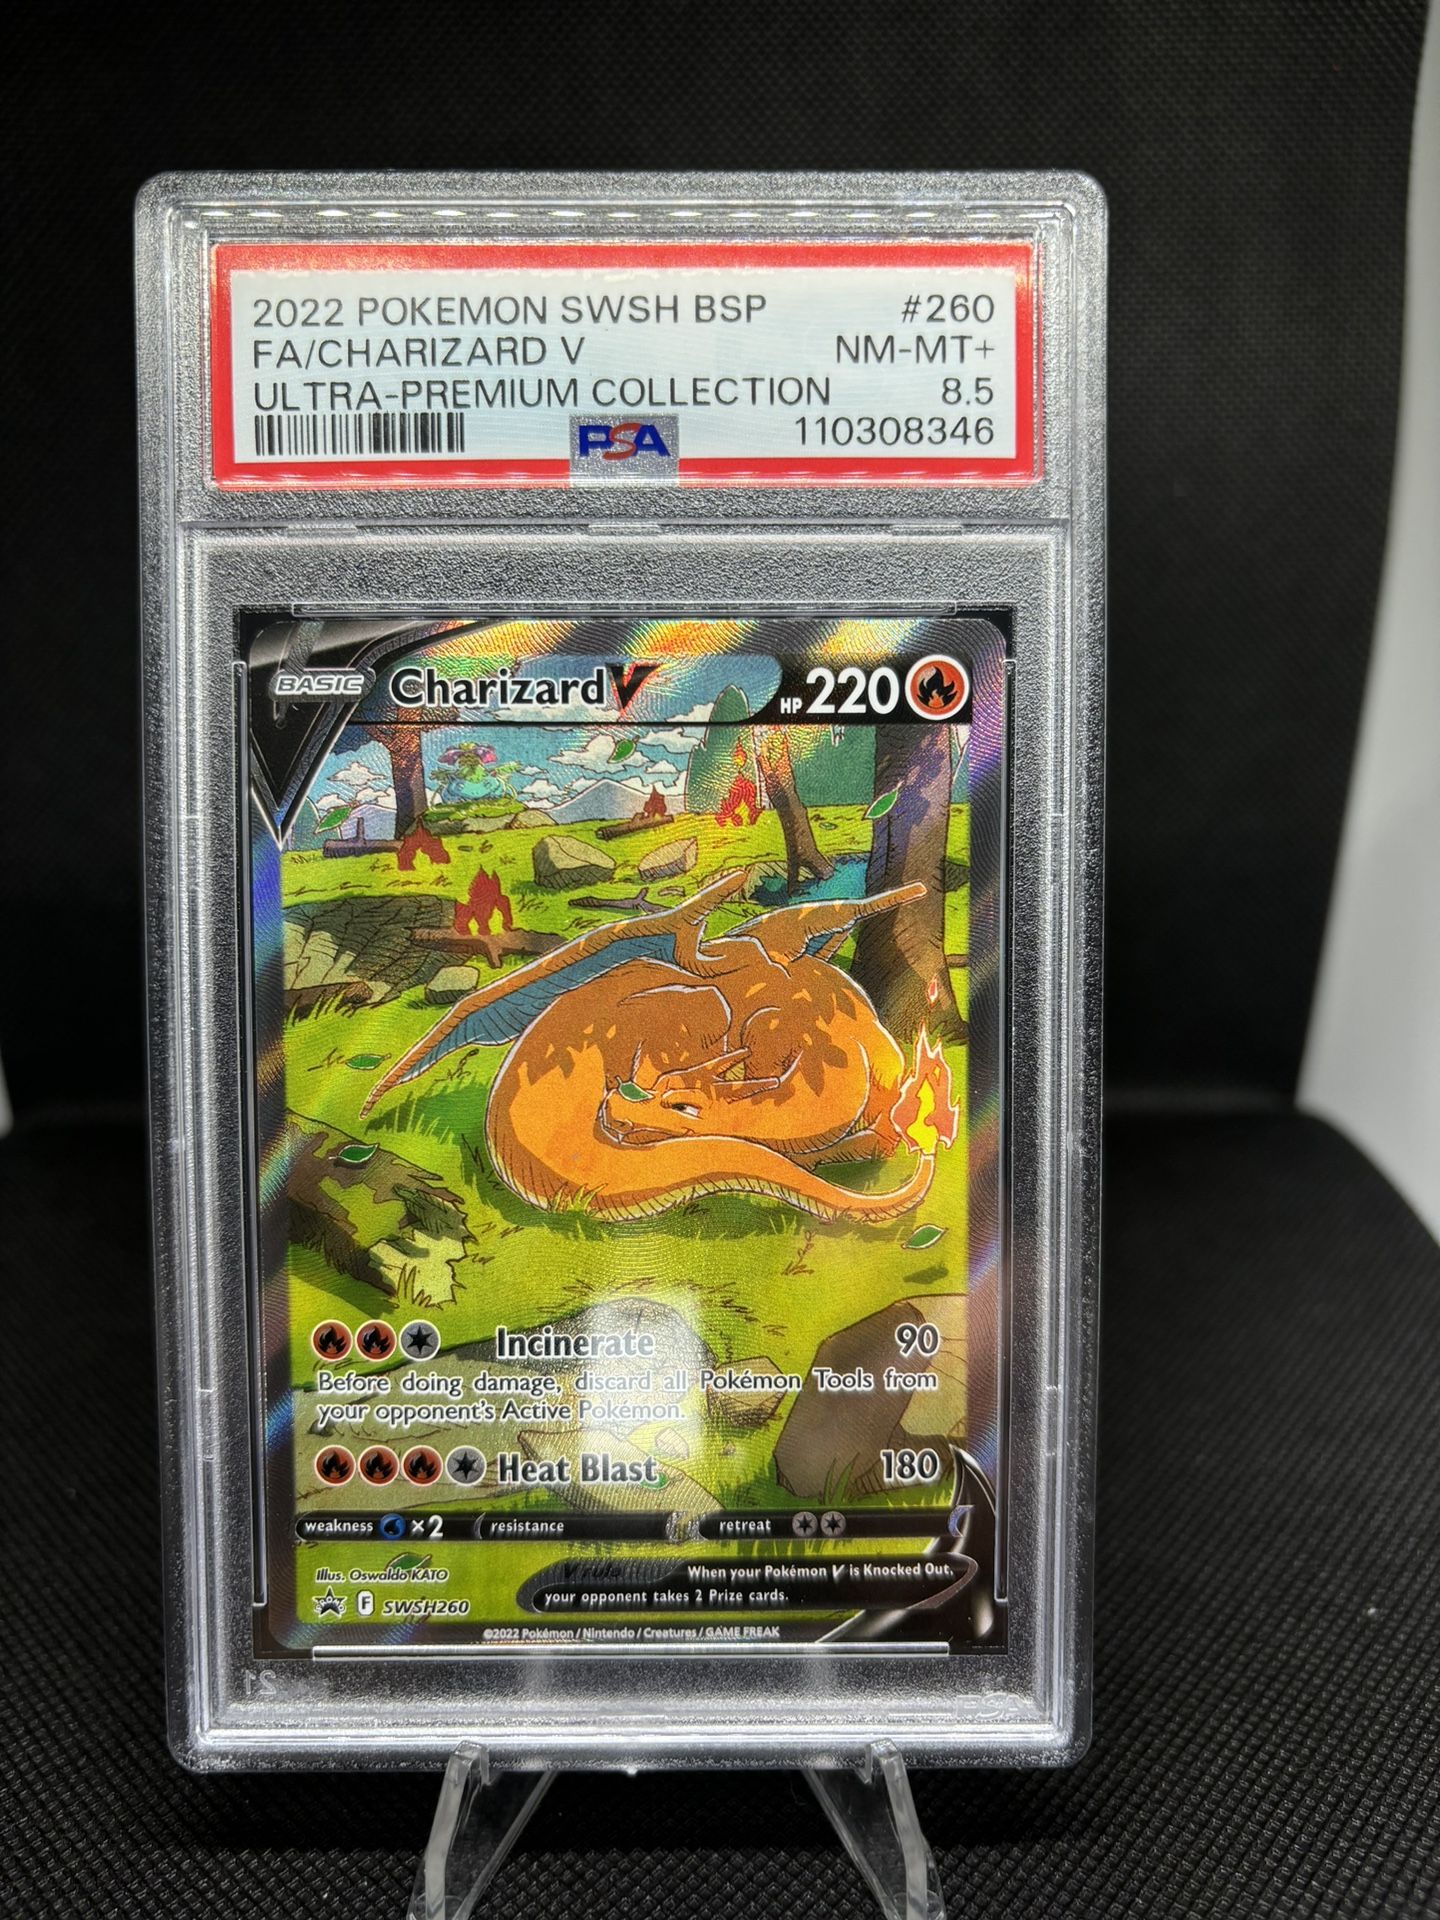 2022 POKEMON SWSH BSP #260
FA/CHARIZARD V NM-MT+
ULTRA-PREMIUM COLLECTION 8.5
PSA 110308346
BASIC Charizard V HP 220
Incinerate 90
Before doing damage, discard all Pokémon Tools from
your opponent's Active Pokémon.
Heat Blast 180
weakness ×2 resistance retreat
Illus. Oswaldo KATO
V rule When your Pokémon V is Knocked Out,
your opponent takes 2 Prize cards.
F SWSH260
©2022 Pokémon / Nintendo / Creatures / GAME FREAK